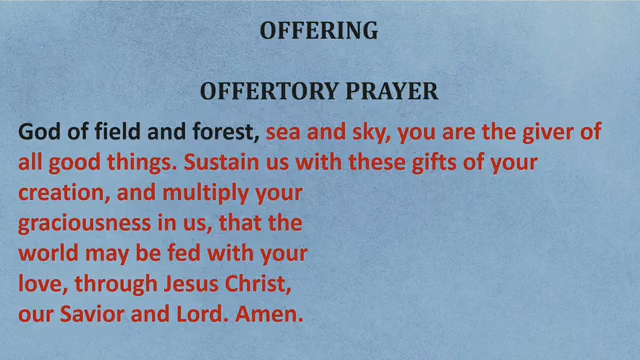 OFFERING
OFFERTORY PRAYER
God of field and forest, sea and sky, you are the giver of
all good things. Sustain us with these gifts of your
creation, and multiply your
graciousness in us, that the
world may be fed with your
love, through Jesus Christ,
our Savior and Lord. Amen.